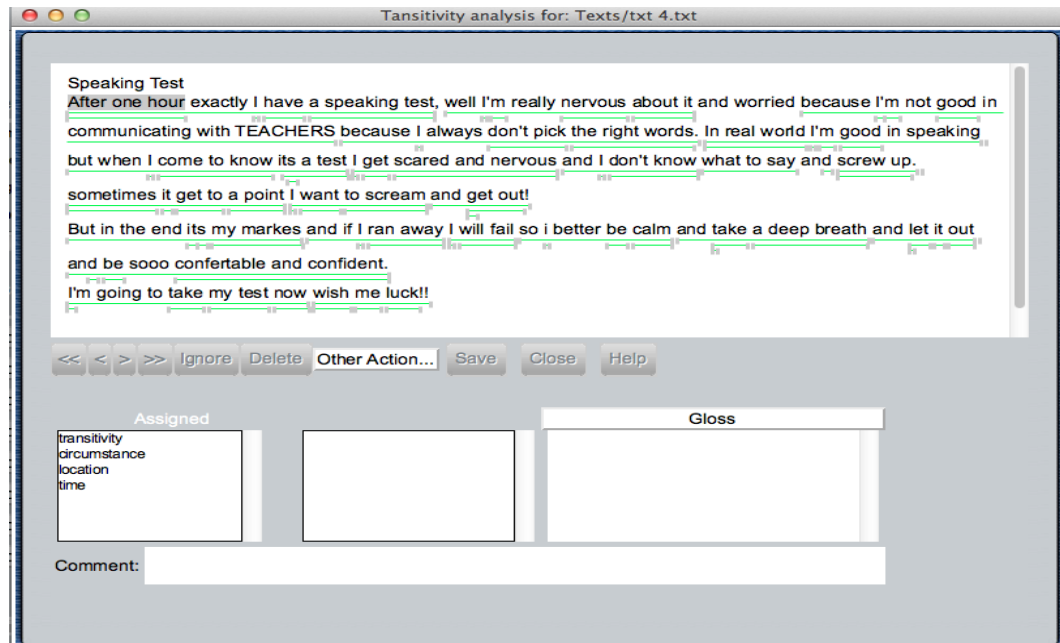 Tansitivity analysis for: Texts/txt 4.txt
Speaking Test
After one hour exactly I have a speaking test, well I'm really nervous about it and worried because I'm not good in
communicating with TEACHERS because I always don't pick the right words. In real world I'm good in speaking
but when I come to know its a test I get scared and nervous and I don't know what to say and screw up.
sometimes it get to a point I want to scream and get out!
But in the end its my markes and if I ran away I will fail so i better be calm and take a deep breath and let it out
and be sooo confertable and confident.
I'm going to take my test now wish me luck!!
<< < > >> Ignore Delete Other Action... Save Close Help
Assigned Gloss
transitivity
circumstance
location
time
Comment: